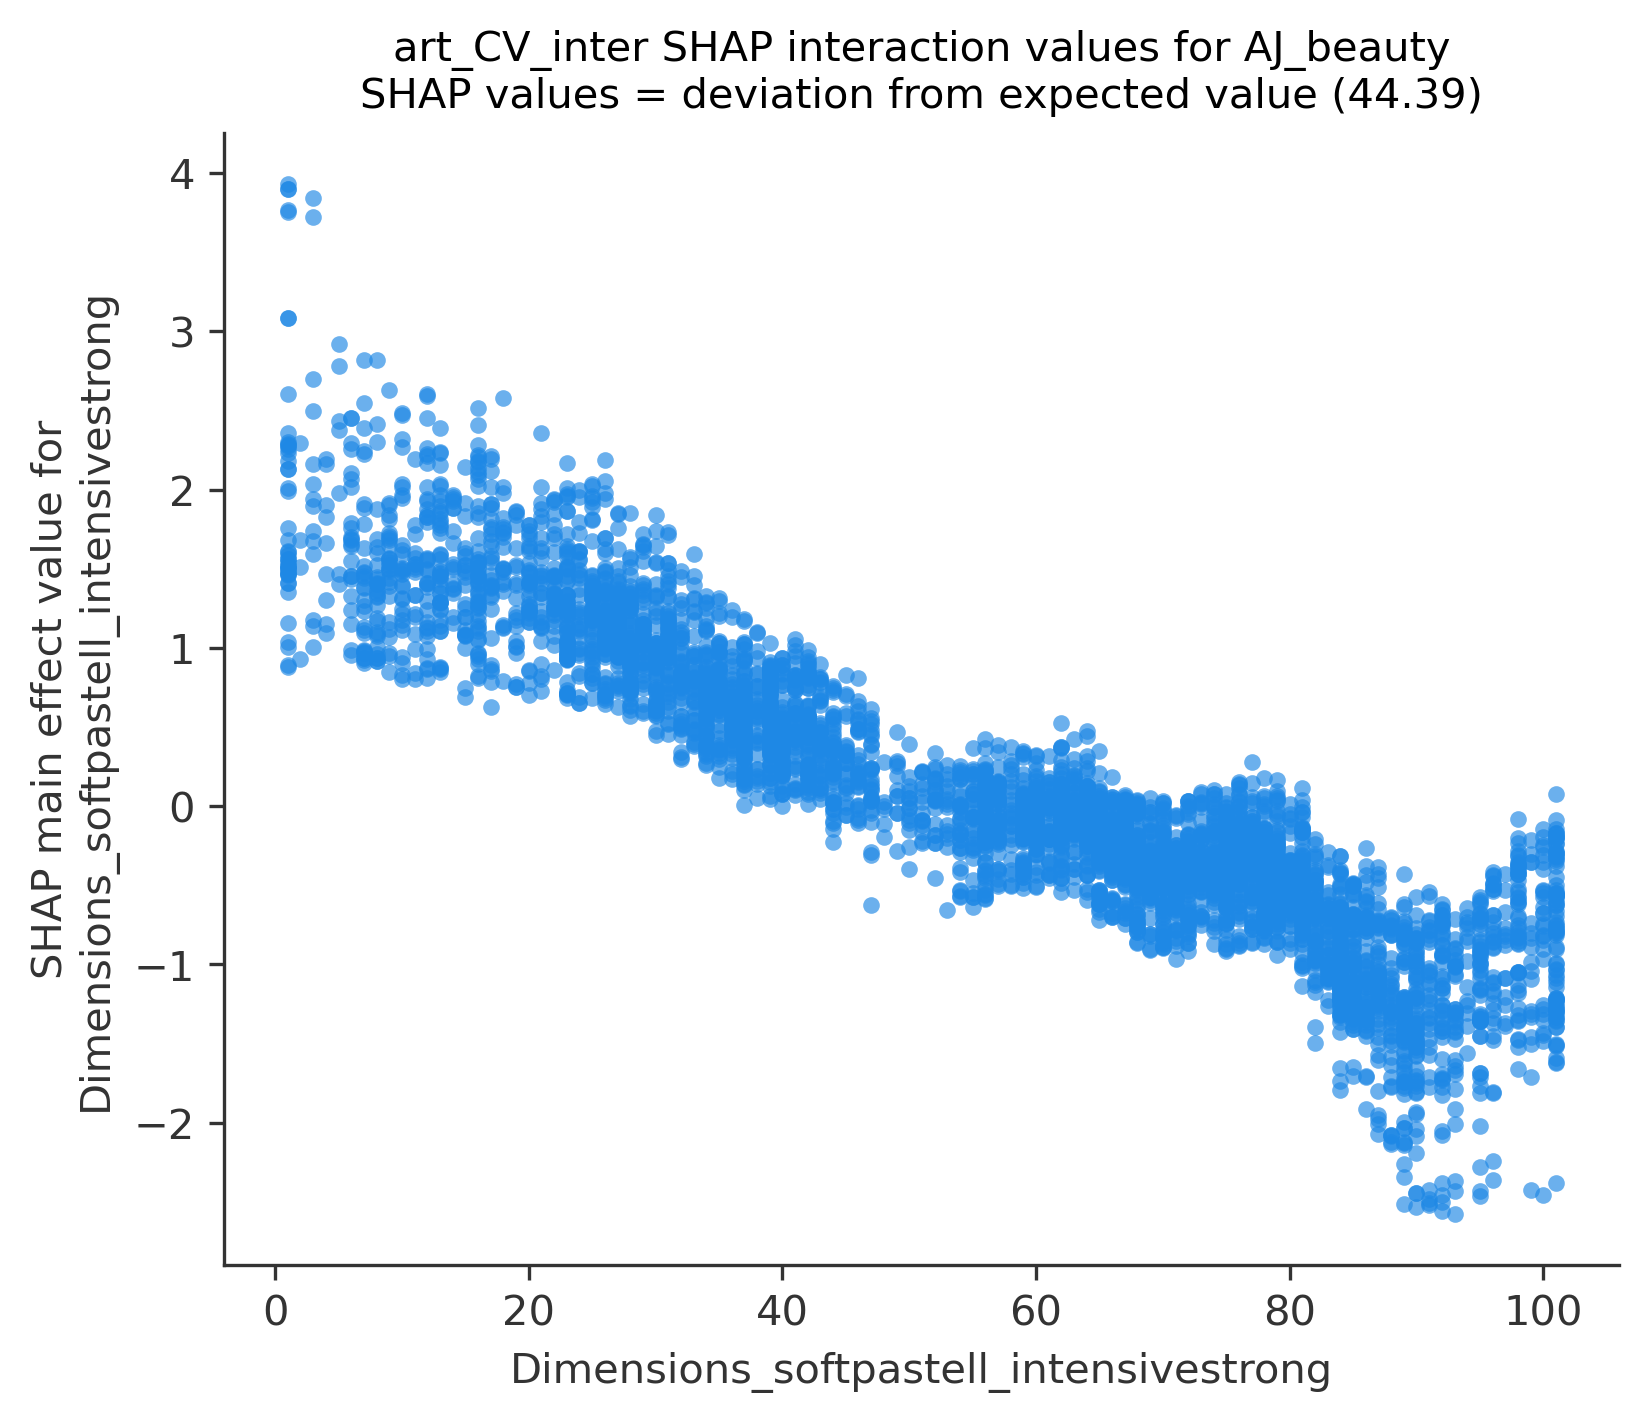 art_CV_inter SHAP interaction values for AJ_beauty
SHAP values = deviation from expected value (44.39)
SHAP main effect value for
Dimensions_softpastell_intensivestrong
4
3
2
1
0
−1
−2
0
20
40
60
80
100
Dimensions_softpastell_intensivestrong